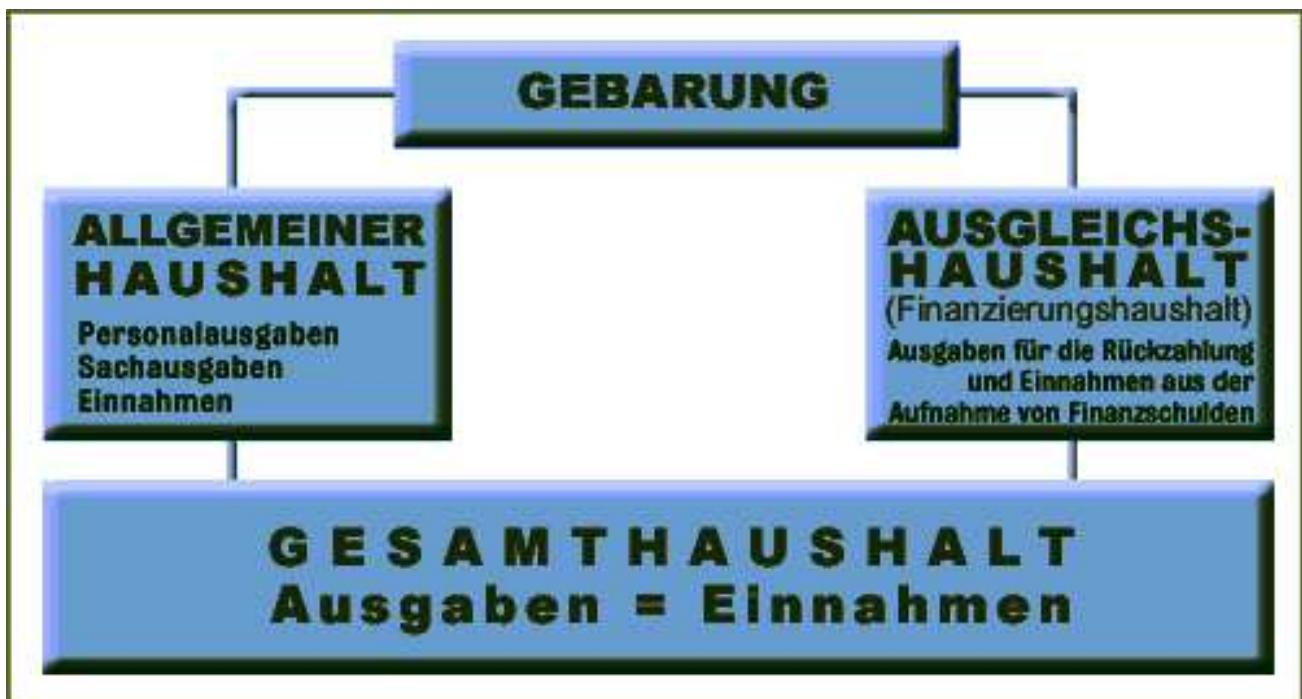 GEBARUNG
ALLGEMEINER
HAUSHALT
Personalausgaben
Sachausgaben
Einnahmen
AUSGLEICHS-
HAUSHALT
(Finanzierungshaushalt)
Ausgaben für die Rückzahlung
und Einnahmen aus der
Aufnahme von Finanzschulden
GESAMTHAUSHALT
Ausgaben = Einnahmen